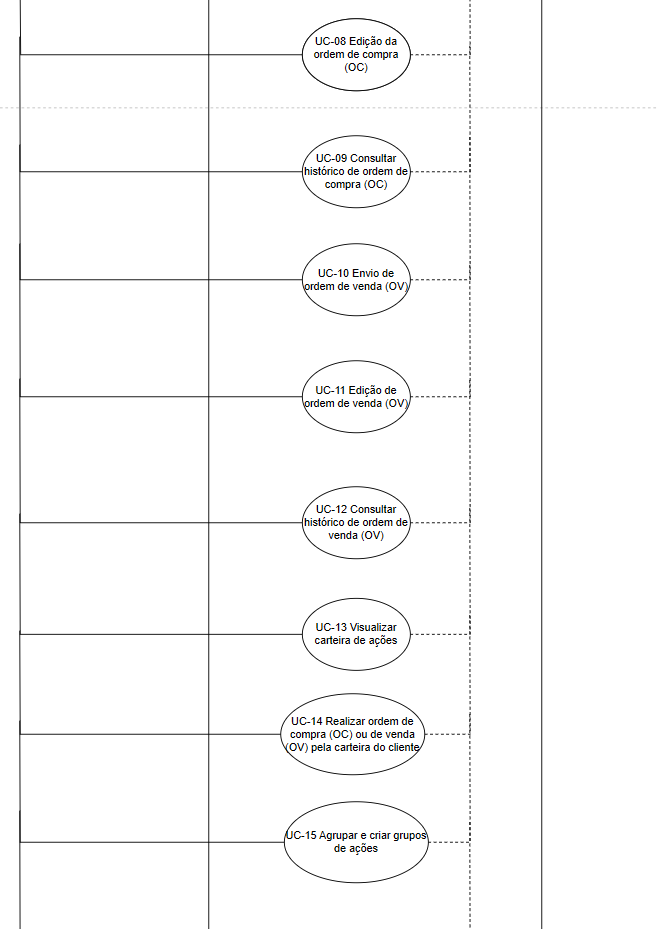 UC-08 Edição da
ordem de compra
(OC)
UC-09 Consultar
histórico de ordem de
compra (OC)
UC-10 Envio de
ordem de venda (OV)
UC-11 Edição de
ordem de venda (OV)
UC-12 Consultar
histórico de ordem de
venda (OV)
UC-13 Visualizar
carteira de ações
UC-14 Realizar ordem de
compra (OC) ou de venda
(OV) pela carteira do cliente
UC-15 Agrupar e criar grupos
de ações